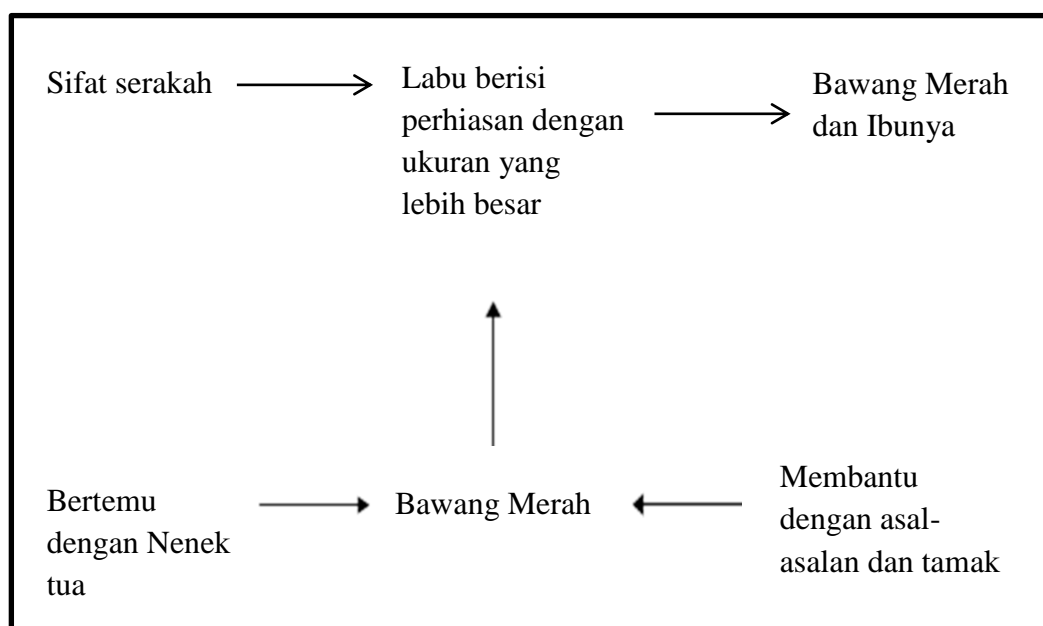 Sifat serakah
Labu berisi
perhiasan dengan
ukuran yang
lebih besar
Bawang Merah
dan Ibunya
Bertemu
dengan Nenek
tua
Bawang Merah
Membantu
dengan asal-
asalan dan tamak